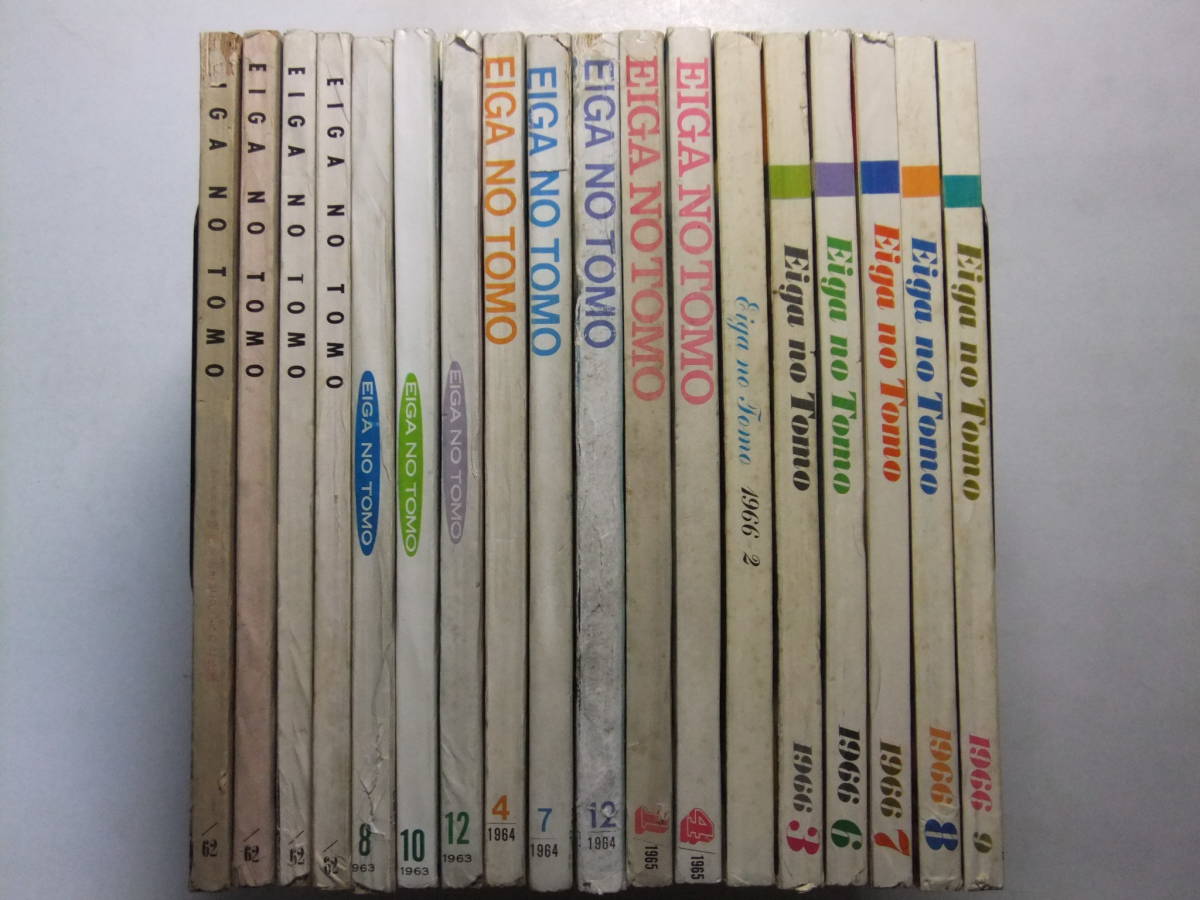 IGA NO TOMO
/62
EIGA NO TOMO
/62
EIGA NO TOMO
/62
EIGA NO TOMO
/62
EIGA NO TOMO
8
963
EIGA NO TOMO
10
1963
EIGA NO TOMO
12
1963
EIGA NO TOMO
4
1964
EIGA NO TOMO
7
1964
EIGA NO TOMO
12
1964
EIGA NO TOMO
1
1965
EIGA NO TOMO
4
/1965
Eiga no Tomo 1966-2
Eiga no Tomo
1966 3
Eiga no Tomo
1966 6
Eiga no Tomo
1966 7
Eiga no Tomo
1966 8
Eiga no Tomo
1966 9